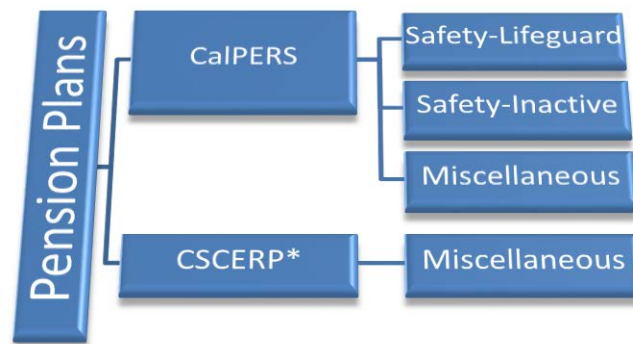 Pension Plans
CalPERS
Safety-Lifeguard
Safety-Inactive
Miscellaneous
CSCERP*
Miscellaneous